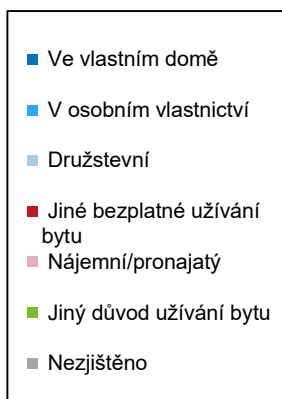 Ve vlastním domě
V osobním vlastnictví
Družstevní
Jiné bezplatné užívání
bytu
Nájemní/pronajatý
Jiný důvod užívání bytu
Nezjištěno